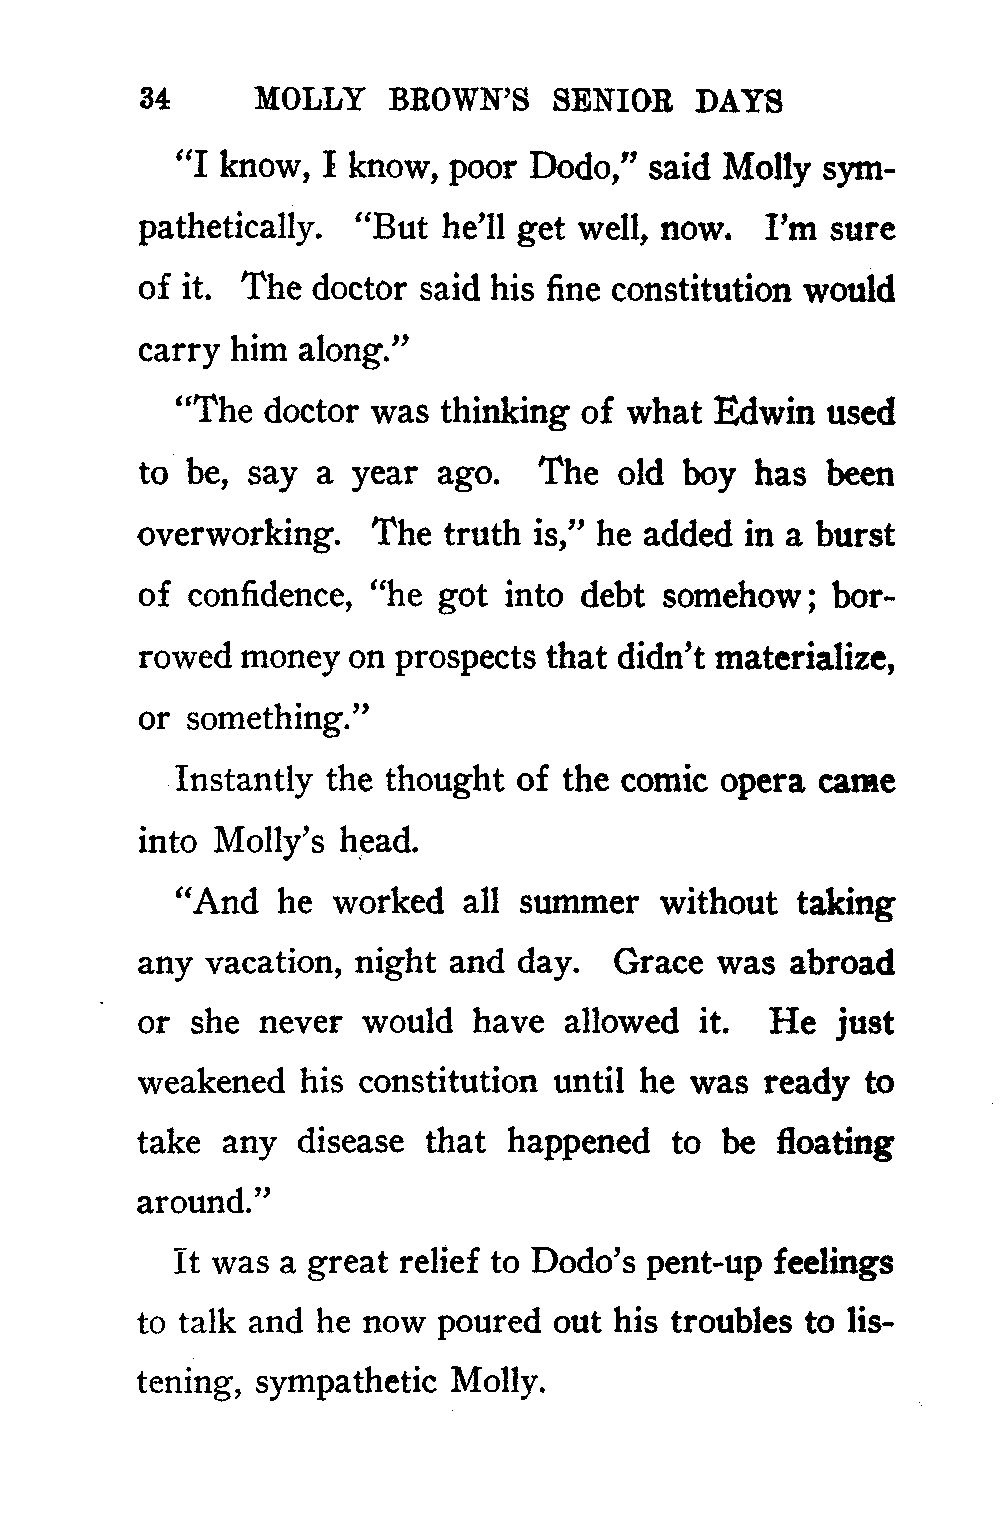 34 MOLLY BROWN'S SENIOR DAYS
“I know, I know, poor Dodo,” said Molly sym-
pathetically. “But he’ll get well, now. I’m sure
of it. The doctor said his fine constitution would
carry him along.”
“The doctor was thinking of what Edwin used
to be, say a year ago. The old boy has been
overworking. The truth is,” he added in a burst
of confidence, “he got into debt somehow; bor-
rowed money on prospects that didn’t materialize,
or something.”
Instantly the thought of the comic opera came
into Molly’s head.
“And he worked all summer without taking
any vacation, night and day. Grace was abroad
or she never would have allowed it. He just
weakened his constitution until he was ready to
take any disease that happened to be floating
around.”
It was a great relief to Dodo’s pent-up feelings
to talk and he now poured out his troubles to lis-
tening, sympathetic Molly.